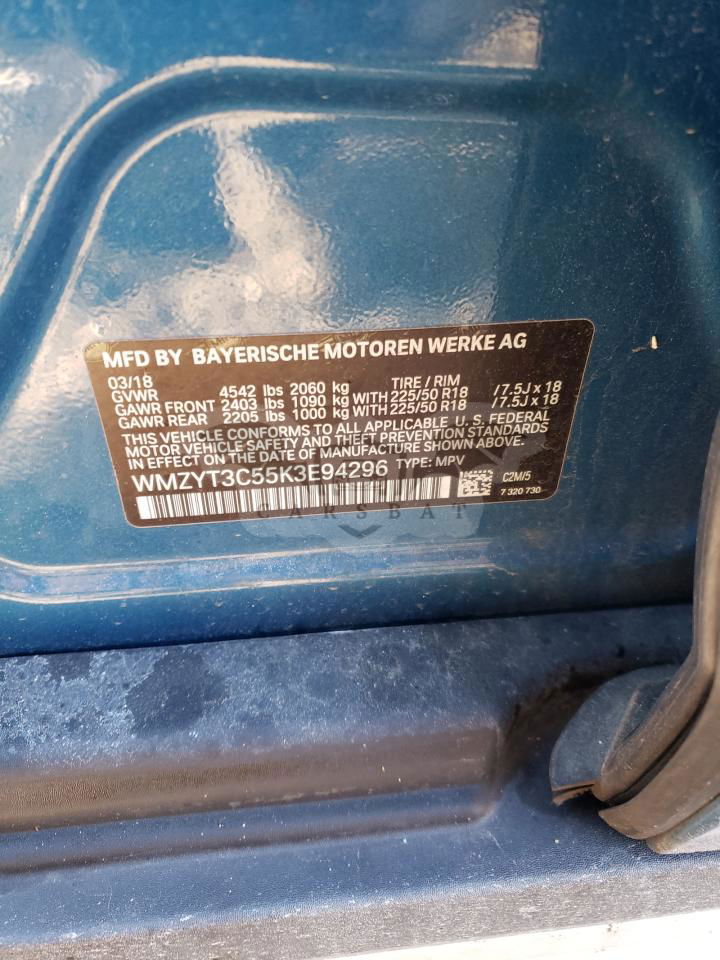 MFD BY BAYERISCHE MOTOREN WERKE AG
03/18
GVWR 4542 lbs 2060 kg TIRE / RIM
GAWR FRONT 2403 lbs 1090 kg WITH 225/50 R18 / 7.5J x 18
GAWR REAR 2205 lbs 1000 kg WITH 225/50 R18 / 7.5J x 18
THIS VEHICLE CONFORMS TO ALL APPLICABLE U. S. FEDERAL
MOTOR VEHICLE SAFETY AND THEFT PREVENTION STANDARDS
IN EFFECT ON THE DATE OF MANUFACTURE SHOWN ABOVE.
WMZYT3C55K3E94296 TYPE: MPV
C2M/5
7 320 730
CARSBAT